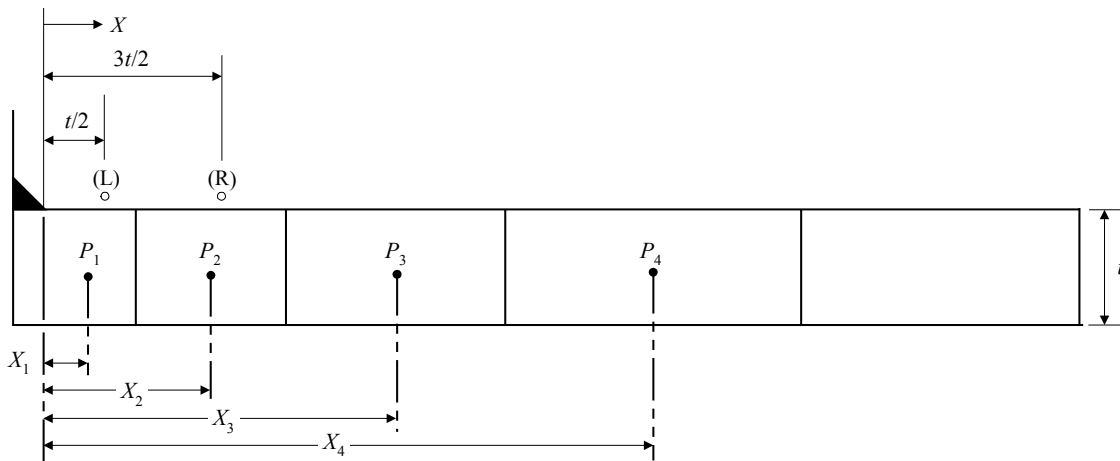 X
3t/2
t/2
(L) (R)
P₁ P₂ P₃ P₄
t
X₁
X₂
X₃
X₄